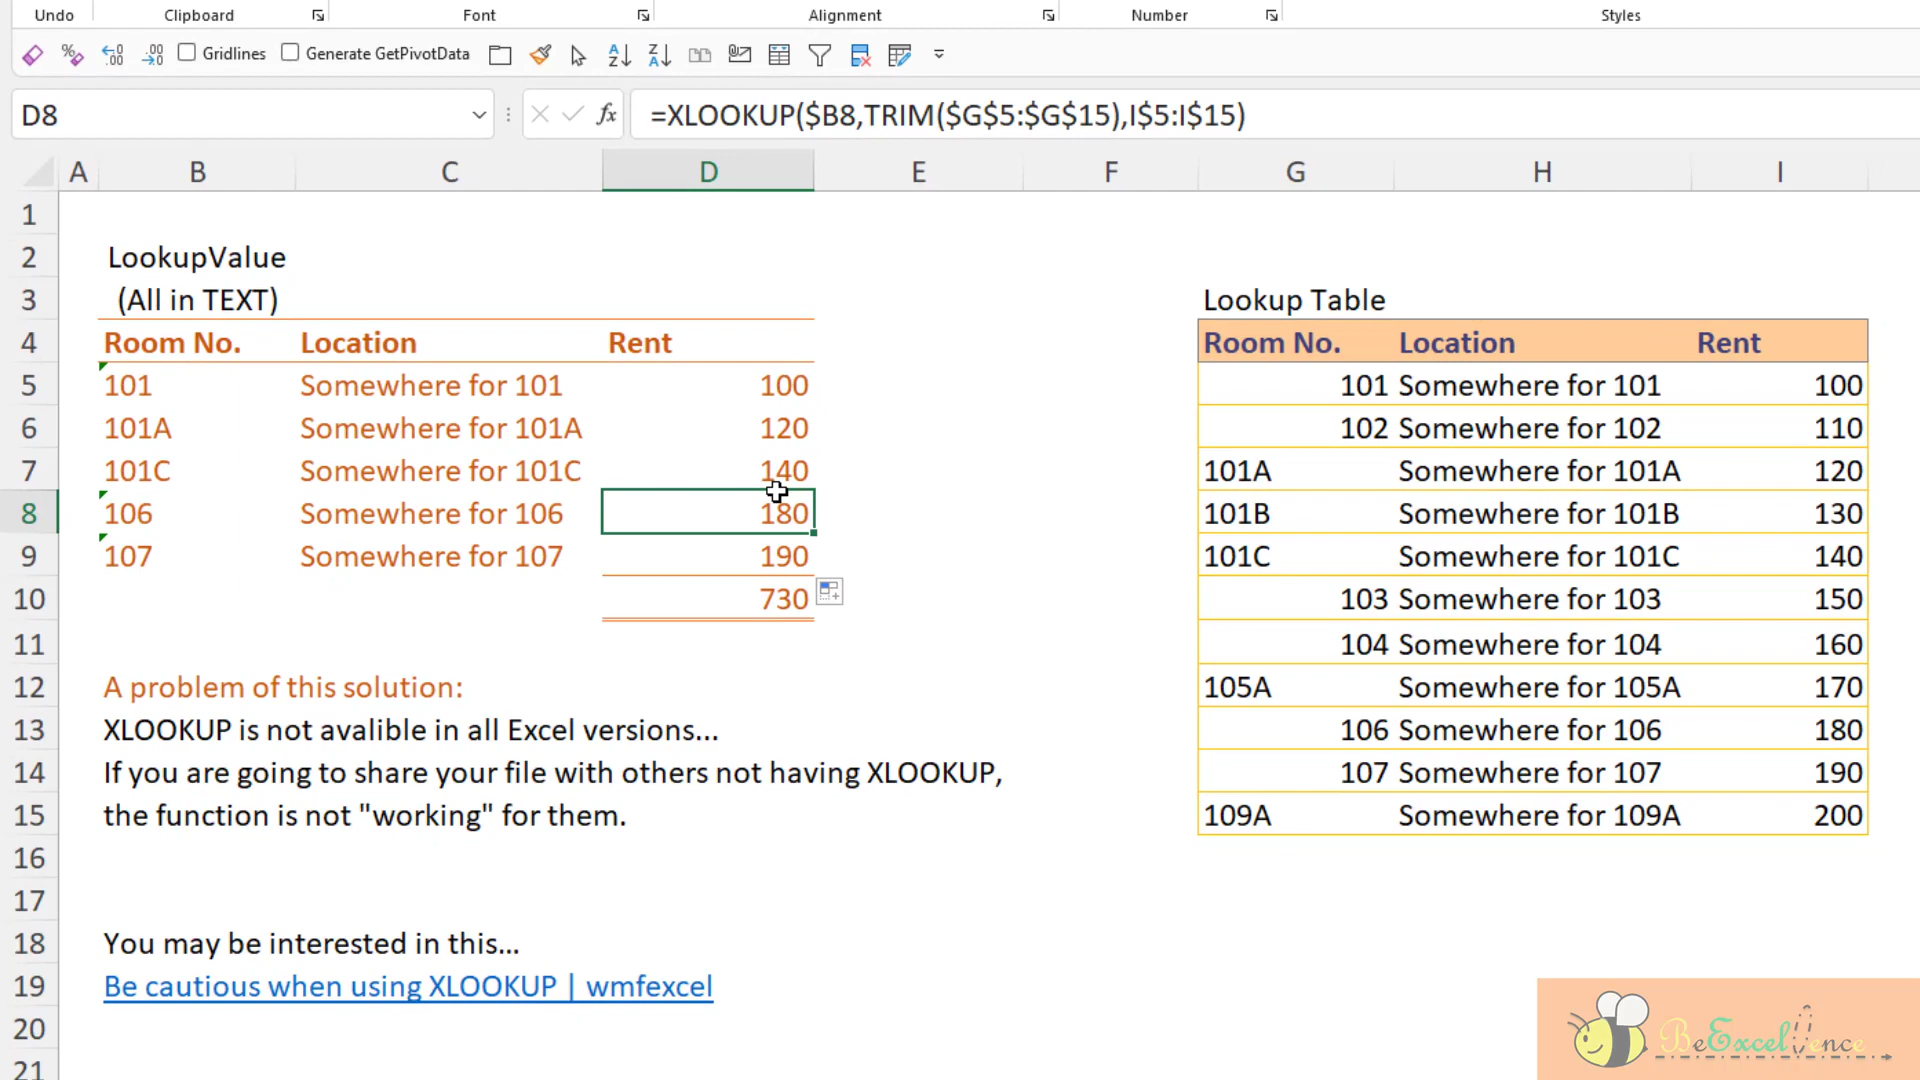 Undo Clipboard Font Alignment Number Styles
Gridlines Generate GetPivotData
D8 fx =XLOOKUP($B8,TRIM($G$5:$G$15),I$5:I$15)
A B C D E F G H I
1
2 LookupValue
3 (All in TEXT) Lookup Table
4 Room No. Location Rent Room No. Location Rent
5 101 Somewhere for 101 100 101 Somewhere for 101 100
6 101A Somewhere for 101A 120 102 Somewhere for 102 110
7 101C Somewhere for 101C 140 101A Somewhere for 101A 120
8 106 Somewhere for 106 180 101B Somewhere for 101B 130
9 107 Somewhere for 107 190 101C Somewhere for 101C 140
10 730 103 Somewhere for 103 150
11 104 Somewhere for 104 160
12 A problem of this solution: 105A Somewhere for 105A 170
13 XLOOKUP is not avalible in all Excel versions... 106 Somewhere for 106 180
14 If you are going to share your file with others not having XLOOKUP, 107 Somewhere for 107 190
15 the function is not "working" for them. 109A Somewhere for 109A 200
16
17
18 You may be interested in this...
19 Be cautious when using XLOOKUP | wmfexcel
20
21
BeExcellence